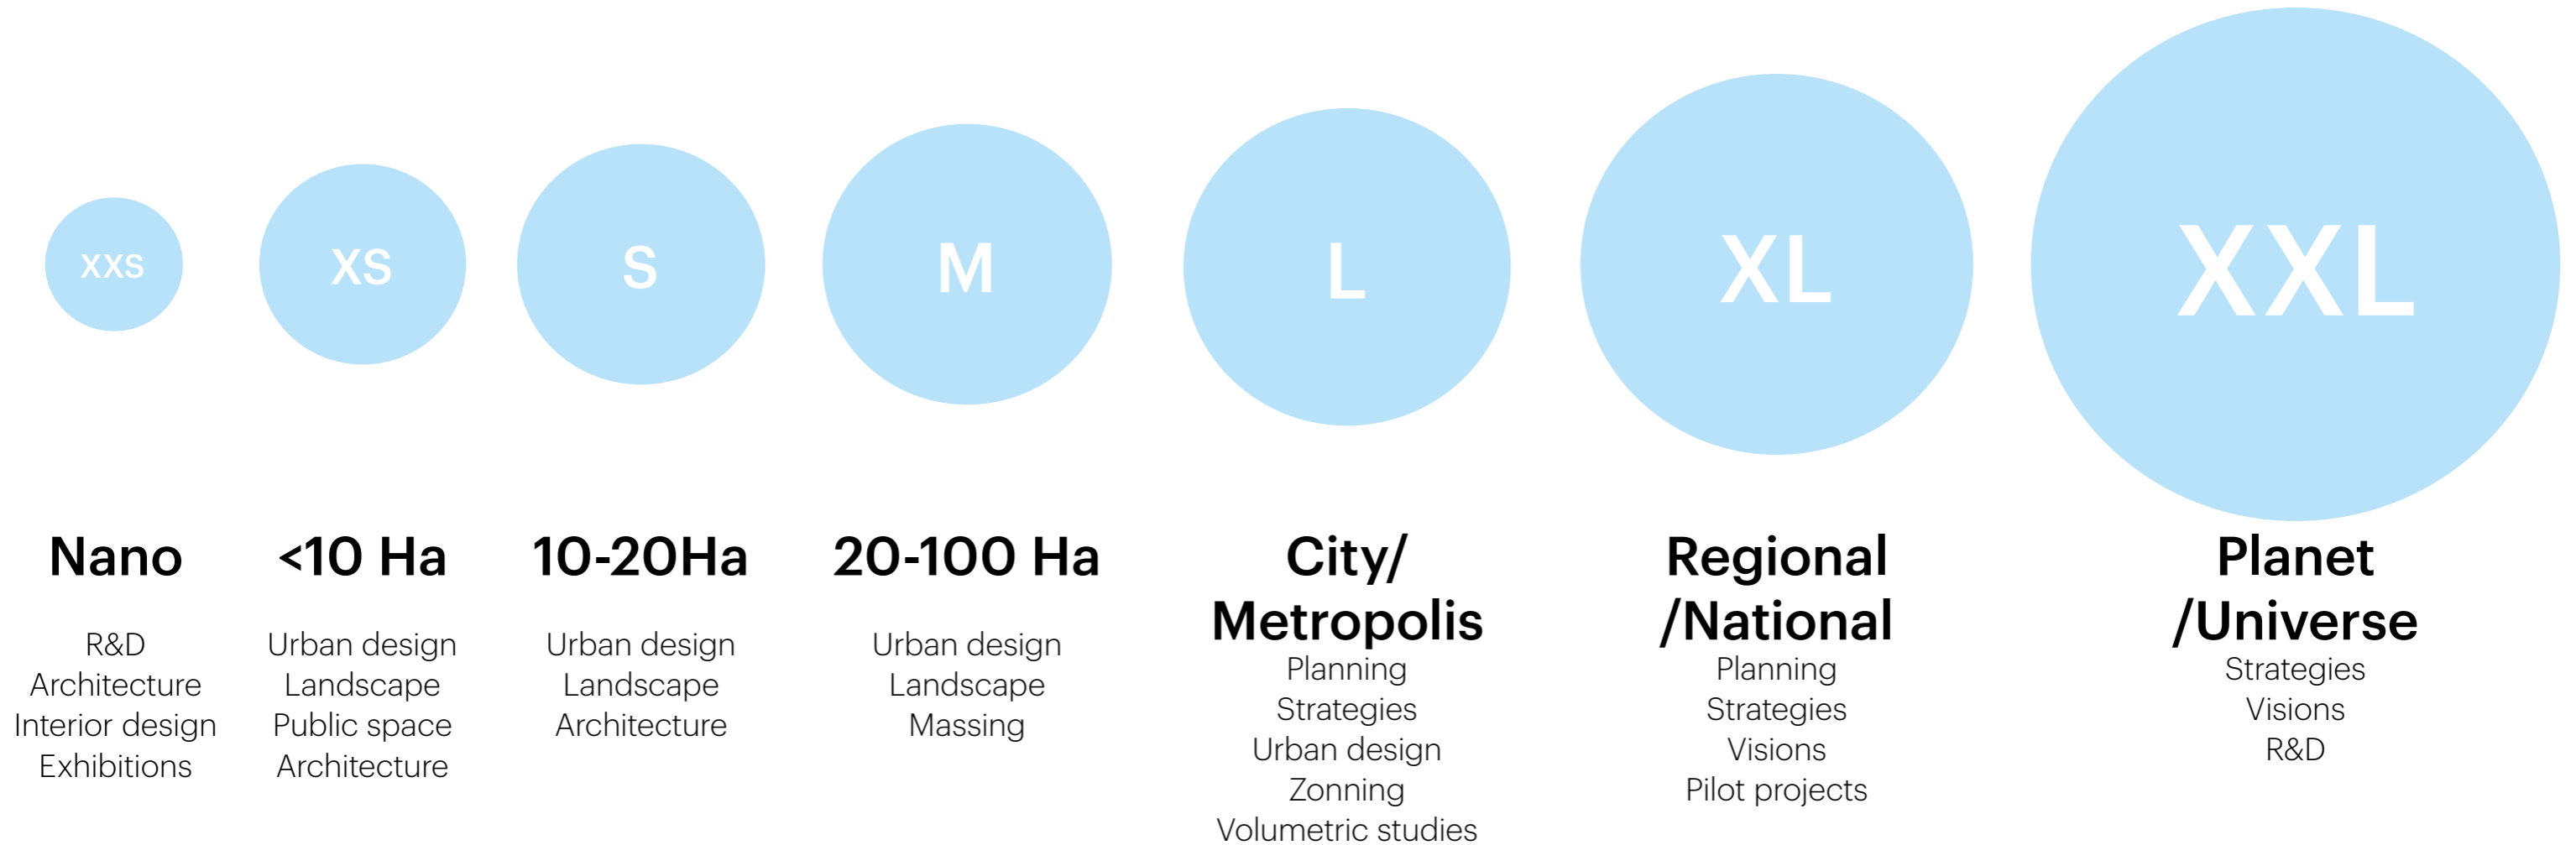 XXS
XS
S
M
L
XL
XXL
Nano
R&D
Architecture
Interior design
Exhibitions
<10 Ha
Urban design
Landscape
Public space
Architecture
10-20Ha
Urban design
Landscape
Architecture
20-100 Ha
Urban design
Landscape
Massing
City/
Metropolis
Planning
Strategies
Urban design
Zonning
Volumetric studies
Regional
/National
Planning
Strategies
Visions
Pilot projects
Planet
/Universe
Strategies
Visions
R&D